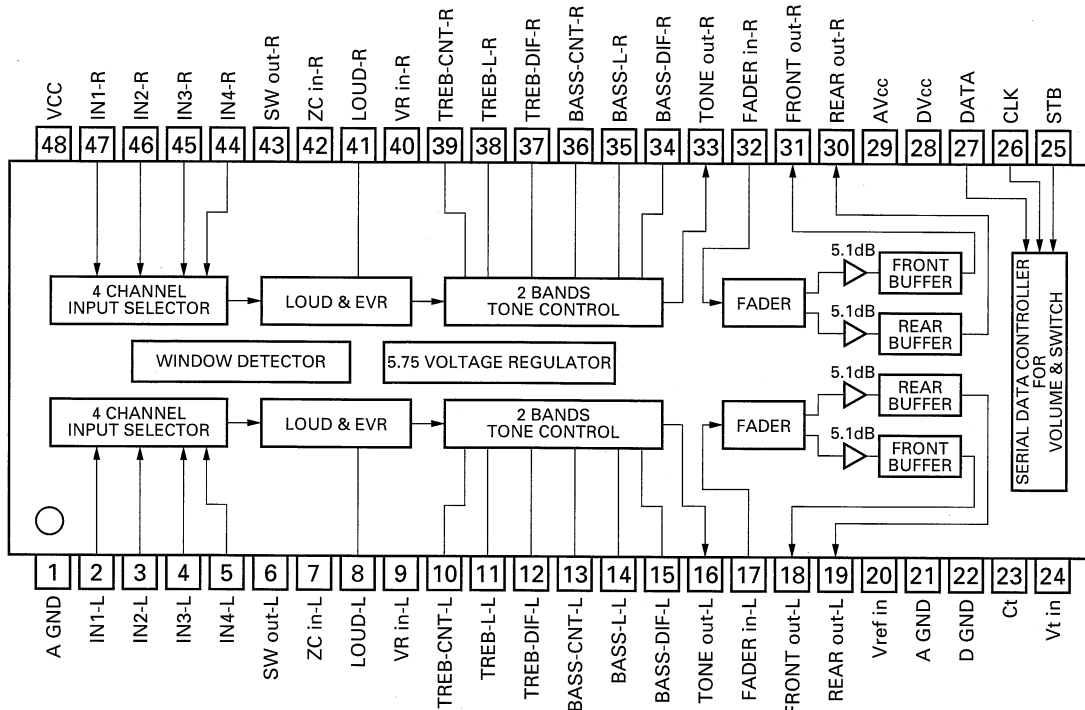 VCC
IN1-R
IN2-R
IN3-R
IN4-R
SW out-R
ZC in-R
LOUD-R
VR in-R
TREB-CNT-R
TREB-L-R
TREB-DIF-R
BASS-CNT-R
BASS-L-R
BASS-DIF-R
TONE out-R
FADER in-R
FRONT out-R
REAR out-R
AVcc
DVcc
DATA
CLK
STB
48 47 46 45 44 43 42 41 40 39 38 37 36 35 34 33 32 31 30 29 28 27 26 25
4 CHANNEL
INPUT SELECTOR
LOUD & EVR
2 BANDS
TONE CONTROL
FADER
5.1dB
FRONT
BUFFER
5.1dB
REAR
BUFFER
WINDOW DETECTOR
5.75 VOLTAGE REGULATOR
4 CHANNEL
INPUT SELECTOR
LOUD & EVR
2 BANDS
TONE CONTROL
FADER
5.1dB
REAR
BUFFER
5.1dB
FRONT
BUFFER
SERIAL DATA CONTROLLER
FOR
VOLUME & SWITCH
1 2 3 4 5 6 7 8 9 10 11 12 13 14 15 16 17 18 19 20 21 22 23 24
A GND
IN1-L
IN2-L
IN3-L
IN4-L
SW out-L
ZC in-L
LOUD-L
VR in-L
TREB-CNT-L
TREB-L-L
TREB-DIF-L
BASS-CNT-L
BASS-L-L
BASS-DIF-L
TONE out-L
FADER in-L
FRONT out-L
REAR out-L
Vref in
A GND
D GND
Ct
Vt in